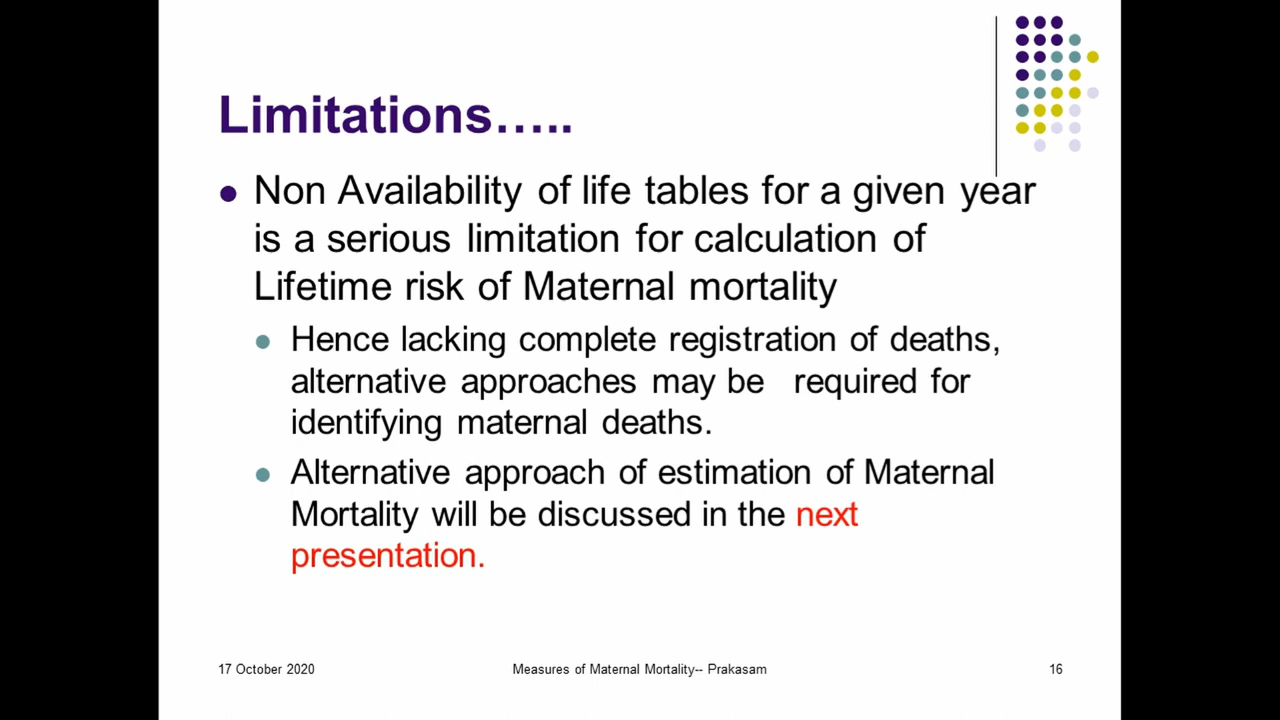 Limitations…..
Non Availability of life tables for a given year
is a serious limitation for calculation of
Lifetime risk of Maternal mortality
Hence lacking complete registration of deaths,
alternative approaches may be required for
identifying maternal deaths.
Alternative approach of estimation of Maternal
Mortality will be discussed in the next
presentation.
17 October 2020
Measures of Maternal Mortality-- Prakasam
16